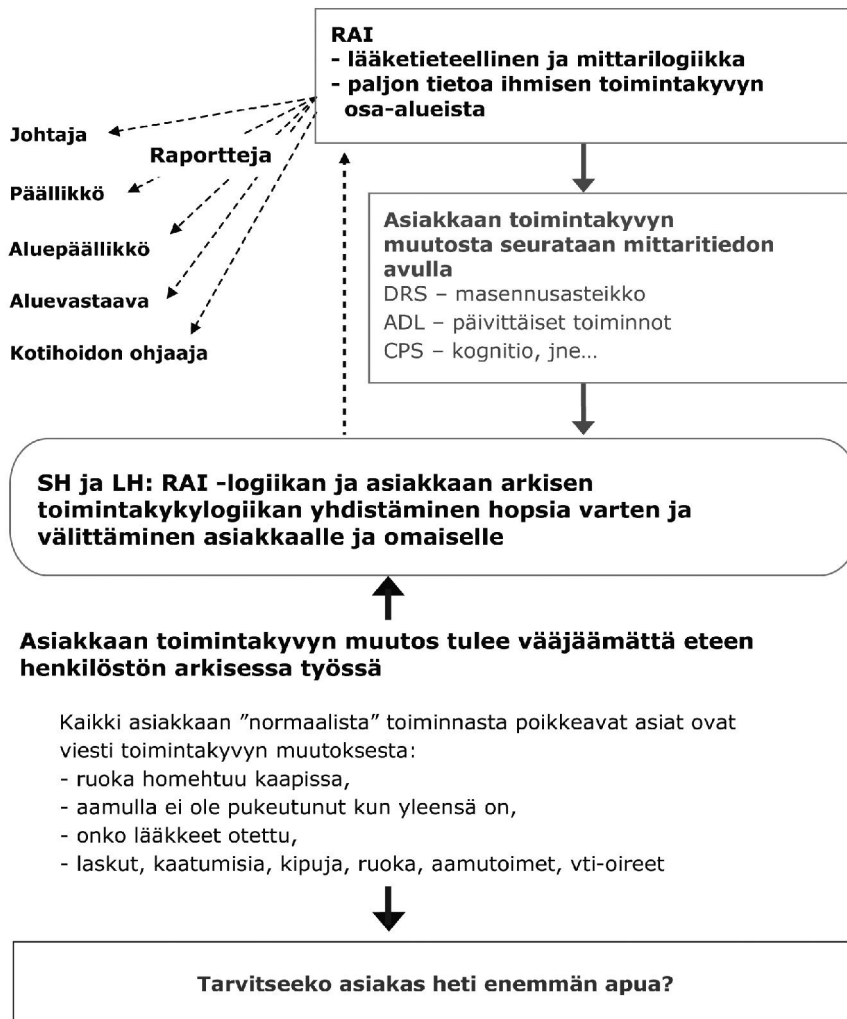 RAI
- lääketieteellinen ja mittarilogiikka
- paljon tietoa ihmisen toimintakyvyn
osa-alueista
Johtaja
Raportteja
Päällikkö
Aluepäällikkö
Aluevastaava
Kotihoidon ohjaaja
Asiakkaan toimintakyvyn
muutosta seurataan mittaritiedon
avulla
DRS – masennusasteikko
ADL – päivittäiset toiminnot
CPS – kognitio, jne...
SH ja LH: RAI -logiikan ja asiakkaan arkisen
toimintakykylogiikan yhdistäminen hopsia varten ja
välittäminen asiakkaalle ja omaiselle
Asiakkaan toimintakyvyn muutos tulee vääjäämättä eteen
henkilöstön arkisessa työssä
Kaikki asiakkaan ”normaalista” toiminnasta poikkeavat asiat ovat
viesti toimintakyvyn muutoksesta:
- ruoka homehtuu kaapissa,
- aamulla ei ole pukeutunut kun yleensä on,
- onko lääkkeet otettu,
- laskut, kaatumisia, kipuja, ruoka, aamutoimet, vti-oireet
Tarvitseeko asiakas heti enemmän apua?